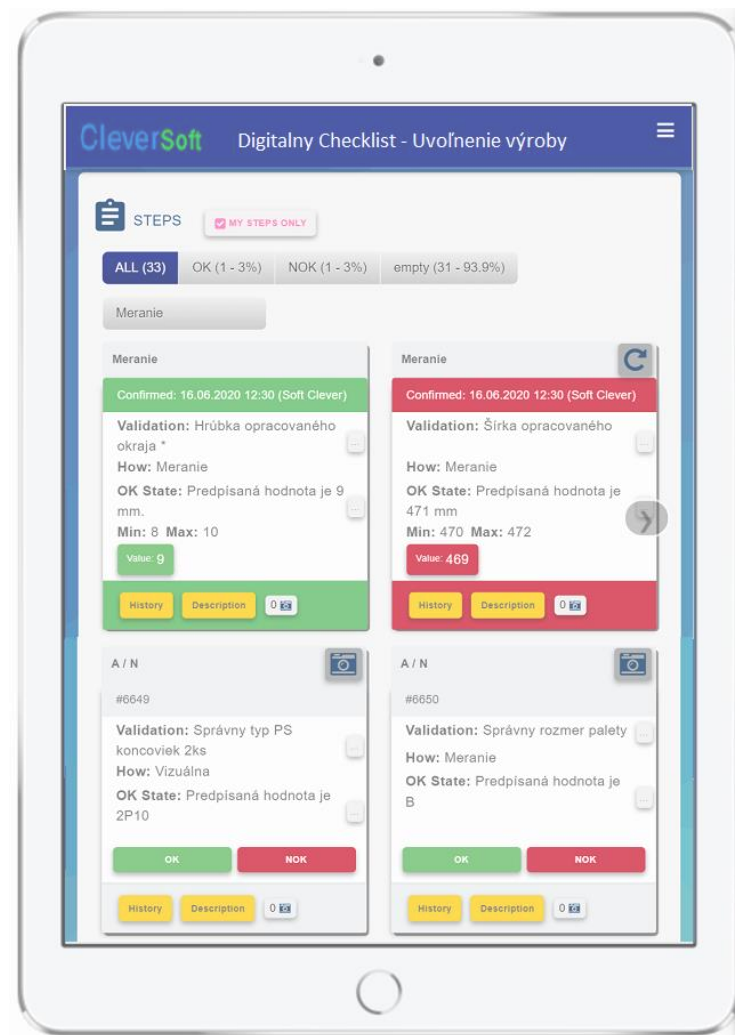 CleverSoft Digitalny Checklist - Uvoľnenie výroby
STEPS MY STEPS ONLY
ALL (33) OK (1 - 3%) NOK (1 - 3%) empty (31 - 93.9%)
Meranie
Meranie
Confirmed: 16.06.2020 12:30 (Soft Clever)
Validation: Hrúbka opracovaného
okraja *
...
How: Meranie
OK State: Predpísaná hodnota je 9
mm.
...
Min: 8 Max: 10
Value: 9
History Description 0
Meranie
Confirmed: 16.06.2020 12:30 (Soft Clever)
Validation: Šírka opracovaného
...
How: Meranie
OK State: Predpísaná hodnota je
471 mm
Min: 470 Max: 472
Value: 469
History Description 0
A / N
#6649
Validation: Správny typ PS
koncoviek 2ks
...
How: Vizuálna
OK State: Predpísaná hodnota je
2P10
...
OK NOK
History Description 0
A / N
#6650
Validation: Správny rozmer palety
...
How: Meranie
OK State: Predpísaná hodnota je
B
...
OK NOK
History Description 0